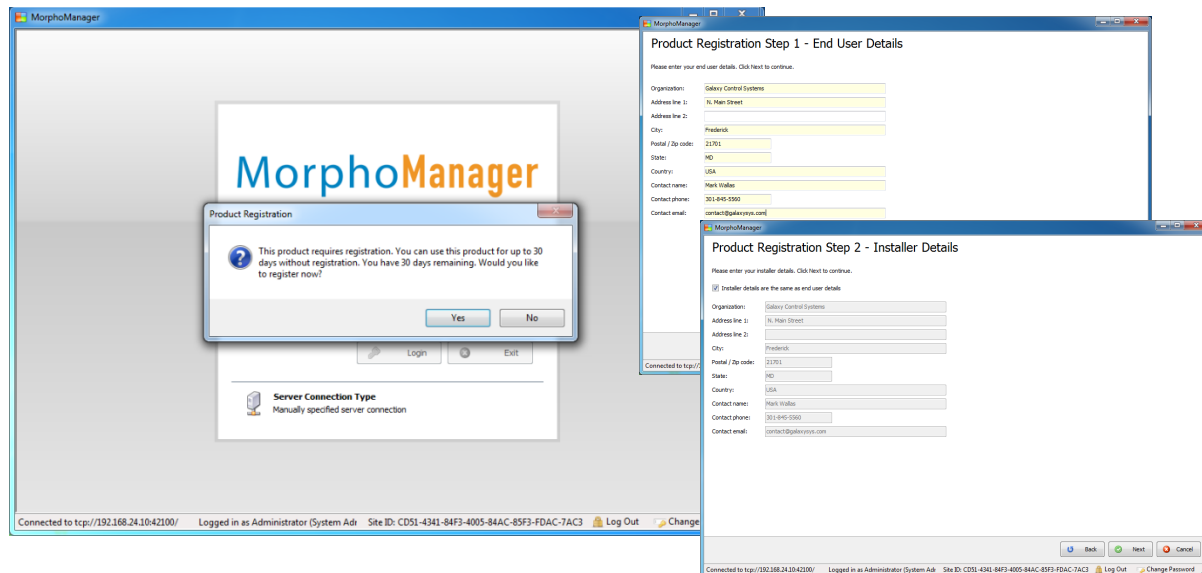 MorphoManager
MorphoManager
Product Registration
This product requires registration. You can use this product for up to 30
days without registration. You have 30 days remaining. Would you like
to register now?
Yes No
Login Exit
Server Connection Type
Manually specified server connection
Connected to tcp://192.168.24.10:42100/ Logged in as Administrator (System Adr Site ID: CD51-4341-84F3-4005-84AC-85F3-FDAC-7AC3 Log Out Change
MorphoManager
Product Registration Step 1 - End User Details
Please enter your end user details. Click Next to continue.
Organization: Galaxy Control Systems
Address line 1: N. Main Street
Address line 2:
City: Frederick
Postal / Zip code: 21701
State: MD
Country: USA
Contact name: Mark Wallas
Contact phone: 301-845-5560
Contact email: contact@galaxysys.com
Connected to tcp:/
MorphoManager
Product Registration Step 2 - Installer Details
Please enter your installer details. Click Next to continue.
Installer details are the same as end user details
Organization: Galaxy Control Systems
Address line 1: N. Main Street
Address line 2:
City: Frederick
Postal / Zip code: 21701
State: MD
Country: USA
Contact name: Mark Wallas
Contact phone: 301-845-5560
Contact email: contact@galaxysys.com
Back Next Cancel
Connected to tcp://192.168.24.10:42100/ Logged in as Administrator (System Adr Site ID: CD51-4341-84F3-4005-84AC-85F3-FDAC-7AC3 Log Out Change Password